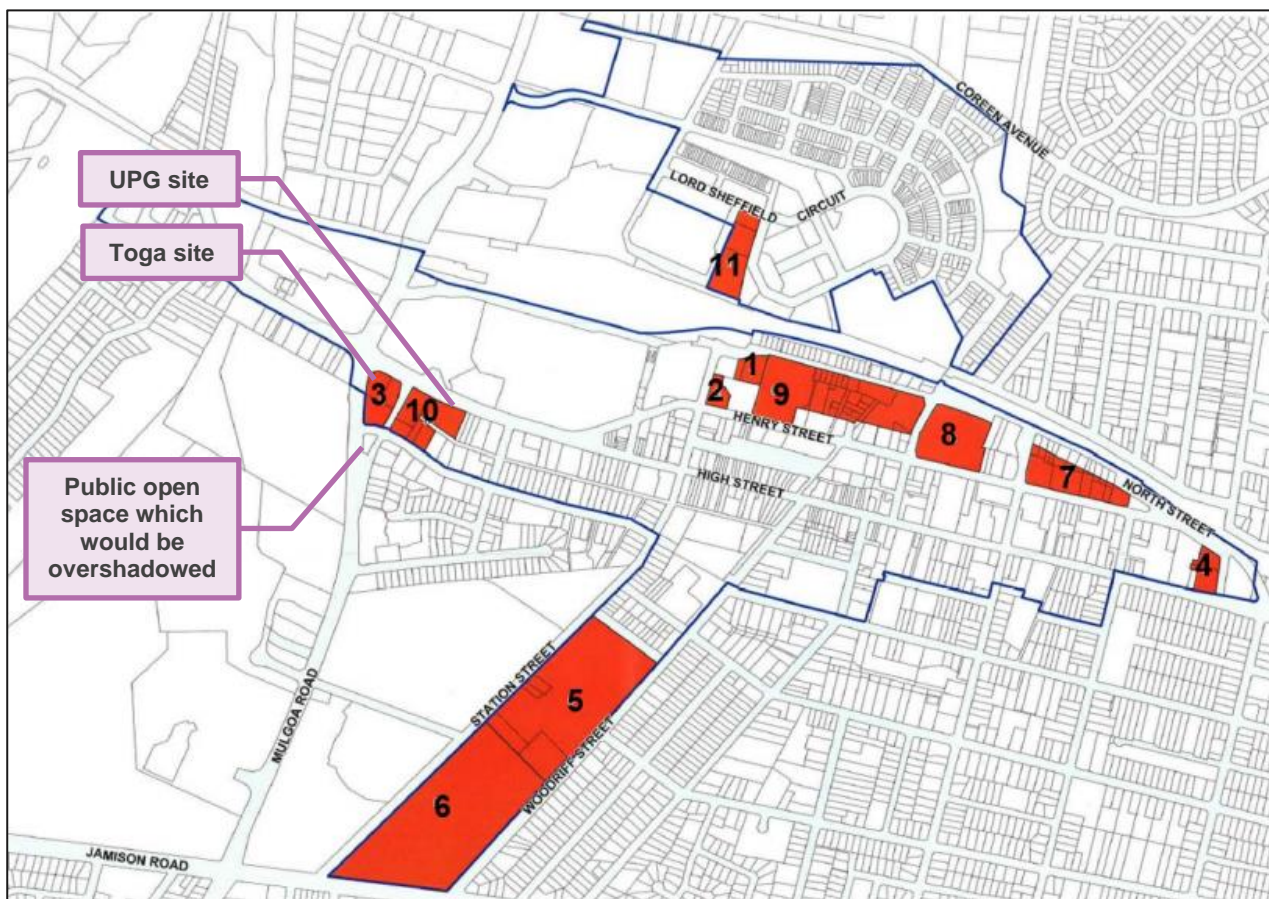 COREEN AVENUE
UPG site
LORD SHEFFIELD
CIRCUIT
Toga site
11
1
3
2
9
10
HENRY STREET
8
7
HIGH STREET
NORTH STREET
Public open
space which
would be
overshadowed
4
STATION STREET
5
MULGOA ROAD
WOODRIFF STREET
6
JAMISON ROAD